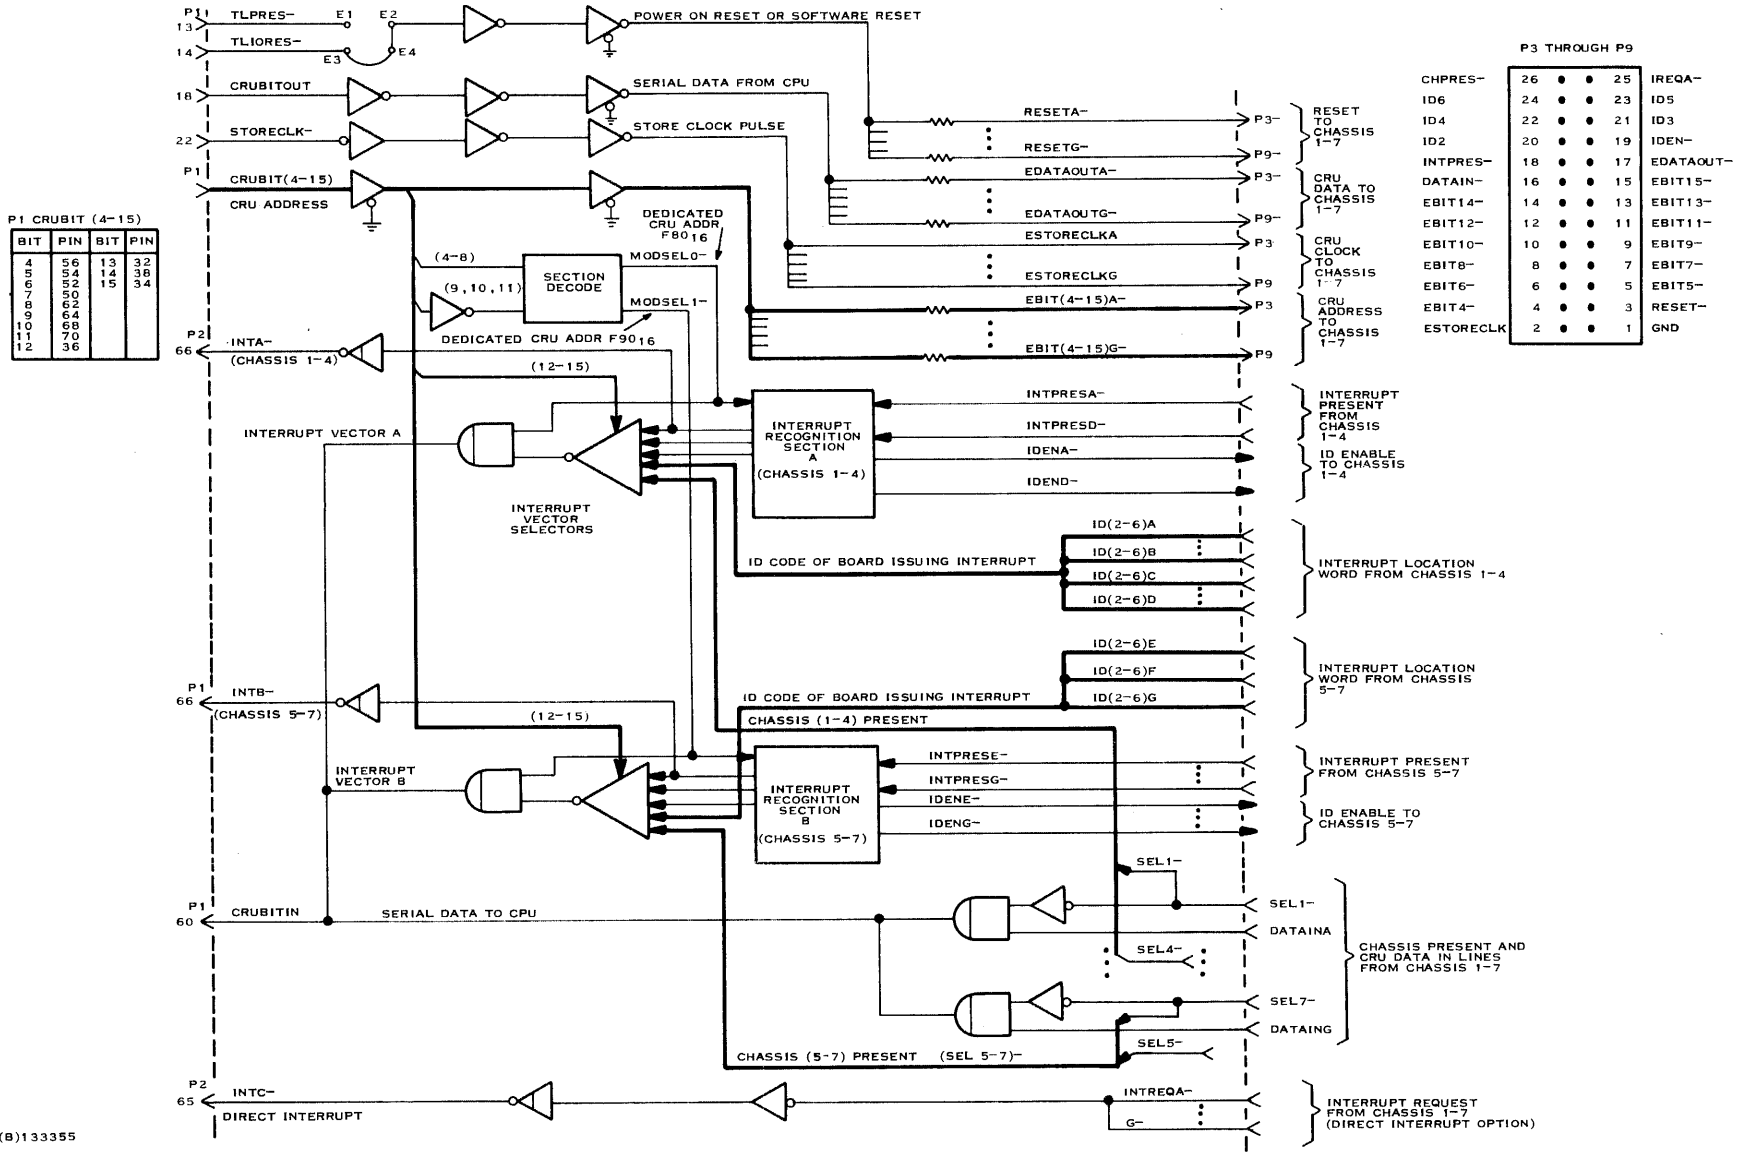 P1
13
TLPRES-
E1
E2
POWER ON RESET OR SOFTWARE RESET
14
TLIORES-
E3
E4
18
CRUBITOUT
SERIAL DATA FROM CPU
22
STORECLK-
STORE CLOCK PULSE
P1
CRUBIT(4-15)
CRU ADDRESS
P1 CRUBIT (4-15)
BIT PIN BIT PIN
4 56 13 32
5 54 14 38
6 52 15 34
7 50
8 62
9 64
10 68
11 70
12 36
(4-8)
(9,10,11)
SECTION
DECODE
DEDICATED
CRU ADDR
F80₁₆
MODSEL0-
MODSEL1-
DEDICATED CRU ADDR F90₁₆
P2
66
INTA-
(CHASSIS 1-4)
(12-15)
INTERRUPT VECTOR A
INTERRUPT
VECTOR
SELECTORS
INTERRUPT
RECOGNITION
SECTION
A
(CHASSIS 1-4)
RESETA-
P3-
RESETG-
P9-
RESET
TO
CHASSIS
1-7
EDATAOUTA-
P3-
EDATAOUTG-
P9-
CRU
DATA TO
CHASSIS
1-7
ESTORECLKA
P3
ESTORECLKG
P9
CRU
CLOCK
TO
CHASSIS
1-7
EBIT(4-15)A-
P3
EBIT(4-15)G-
P9
CRU
ADDRESS
TO
CHASSIS
1-7
INTPRESA-
INTPRESD-
INTERRUPT
PRESENT
FROM
CHASSIS
1-4
IDENA-
IDEND-
ID ENABLE
TO CHASSIS
1-4
P3 THROUGH P9
CHPRES- 26 25 IREQA-
ID6 24 23 ID5
ID4 22 21 ID3
ID2 20 19 IDEN-
INTPRES- 18 17 EDATAOUT-
DATAIN- 16 15 EBIT15-
EBIT14- 14 13 EBIT13-
EBIT12- 12 11 EBIT11-
EBIT10- 10 9 EBIT9-
EBIT8- 8 7 EBIT7-
EBIT6- 6 5 EBIT5-
EBIT4- 4 3 RESET-
ESTORECLK 2 1 GND
ID CODE OF BOARD ISSUING INTERRUPT
ID(2-6)A
ID(2-6)B
ID(2-6)C
ID(2-6)D
INTERRUPT LOCATION
WORD FROM CHASSIS 1-4
ID(2-6)E
ID(2-6)F
ID(2-6)G
INTERRUPT LOCATION
WORD FROM CHASSIS
5-7
ID CODE OF BOARD ISSUING INTERRUPT
CHASSIS (1-4) PRESENT
P1
66
INTB-
(CHASSIS 5-7)
(12-15)
INTERRUPT
VECTOR B
INTERRUPT
RECOGNITION
SECTION
B
(CHASSIS 5-7)
INTPRESE-
INTPRESG-
INTERRUPT PRESENT
FROM CHASSIS 5-7
IDENE-
IDENG-
ID ENABLE TO
CHASSIS 5-7
P1
60
CRUBITIN
SERIAL DATA TO CPU
SEL1-
SEL1-
DATAINA
SEL4-
SEL7-
DATAING
SEL5-
CHASSIS PRESENT AND
CRU DATA IN LINES
FROM CHASSIS 1-7
CHASSIS (5-7) PRESENT (SEL 5-7)-
P2
65
INTC-
DIRECT INTERRUPT
INTREQA-
G-
INTERRUPT REQUEST
FROM CHASSIS 1-7
(DIRECT INTERRUPT OPTION)
(B)133355